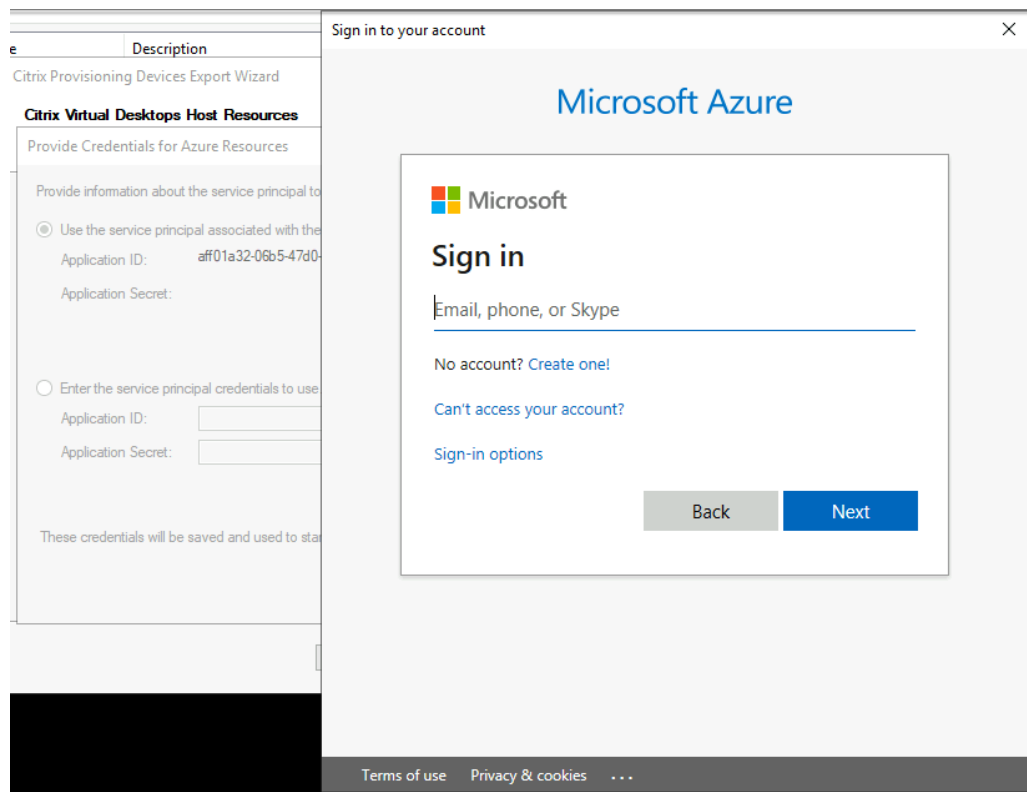 e
Description
Citrix Provisioning Devices Export Wizard
Citrix Virtual Desktops Host Resources
Provide Credentials for Azure Resources
Provide information about the service principal to
Use the service principal associated with the
Application ID: aff01a32-06b5-47d0-
Application Secret:
Enter the service principal credentials to use
Application ID:
Application Secret:
These credentials will be saved and used to star
Sign in to your account
Microsoft Azure
Microsoft
Sign in
Email, phone, or Skype
No account? Create one!
Can't access your account?
Sign-in options
Back Next
Terms of use Privacy & cookies ...